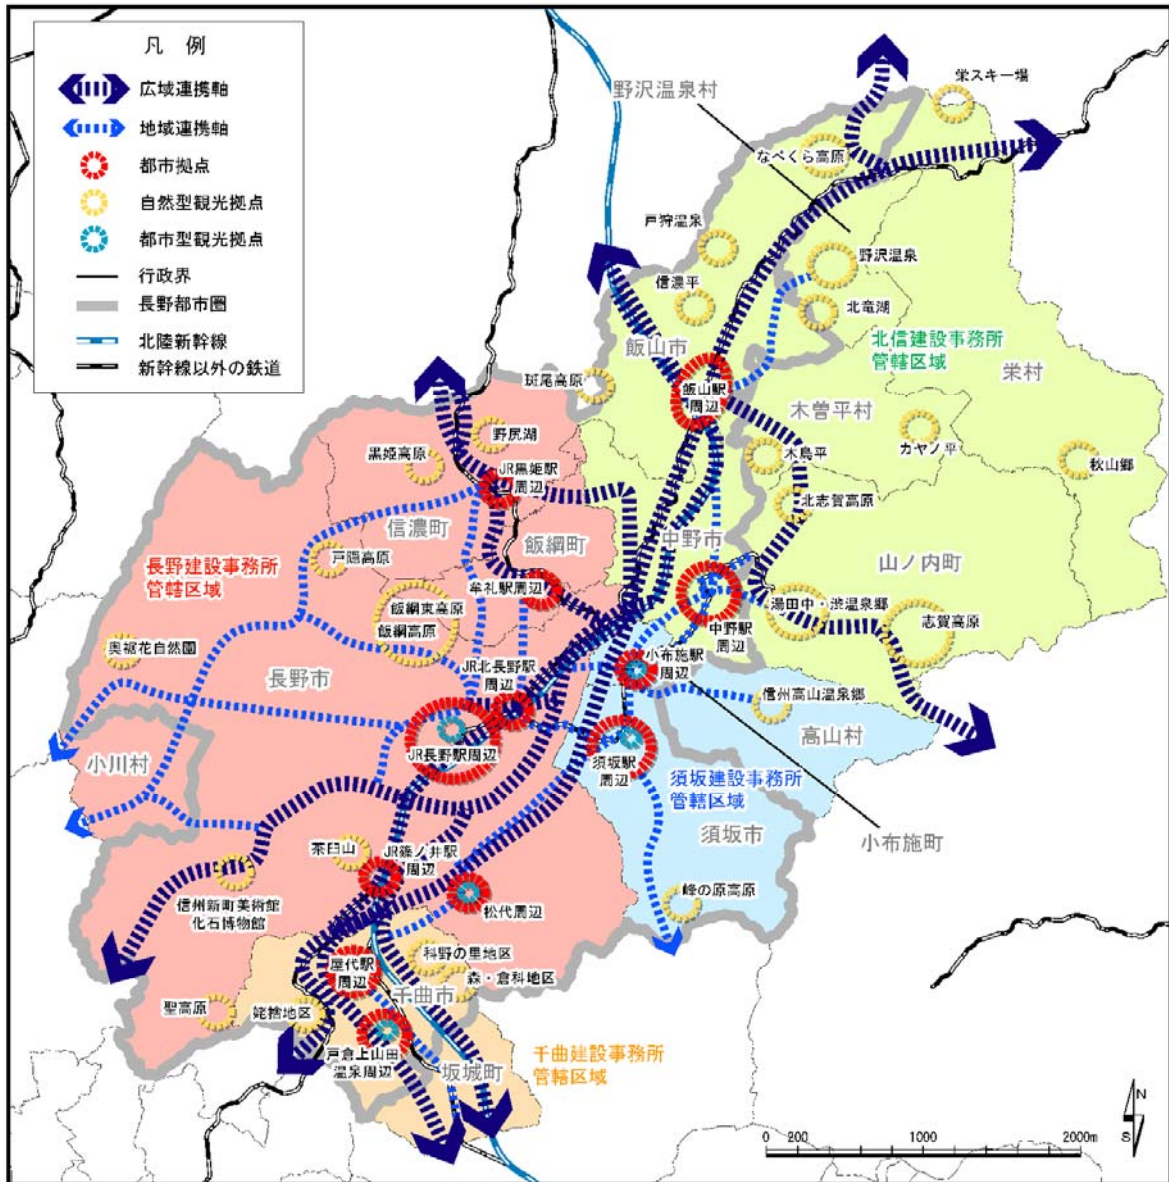 凡 例
広域連携軸
地域連携軸
都市拠点
自然型観光拠点
都市型観光拠点
行政界
長野都市圏
北陸新幹線
新幹線以外の鉄道
野沢温泉村
栄スキー場
なべくら高原
戸狩温泉
野沢温泉
信濃平
北竜湖
飯山市
北信建設事務所
管轄区域
栄村
斑尾高原
飯山駅
周辺
木曽平村
カヤノ平
野尻湖
黒姫高原
木島平
秋山郷
JR黒姫駅
周辺
北志賀高原
信濃町
飯綱町
中野市
山ノ内町
戸隠高原
長野建設事務所
管轄区域
牟礼駅周辺
飯綱東高原
飯綱高原
湯田中・渋温泉郷
志賀高原
中野駅
周辺
奥裾花自然園
JR北長野駅
周辺
小布施駅
周辺
長野市
信州高山温泉郷
高山村
JR長野駅周辺
須坂駅
周辺
小川村
須坂建設事務所
管轄区域
須坂市
小布施町
茶臼山
JR篠ノ井駅
周辺
信州新町美術館
化石博物館
松代周辺
峰の原高原
科野の里地区
屋代駅
周辺
森・倉科地区
千曲市
聖高原
姨捨地区
戸倉上山田
温泉周辺
坂城町
千曲建設事務所
管轄区域
N
S
0 200 1000 2000m